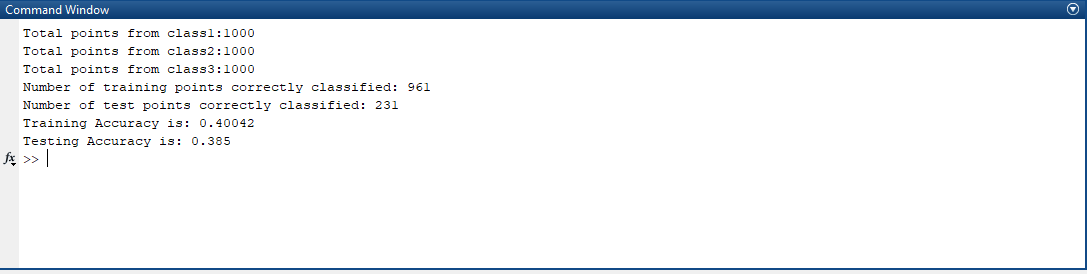 Command Window
Total points from class1:1000
Total points from class2:1000
Total points from class3:1000
Number of training points correctly classified: 961
Number of test points correctly classified: 231
Training Accuracy is: 0.40042
Testing Accuracy is: 0.385
fx >>